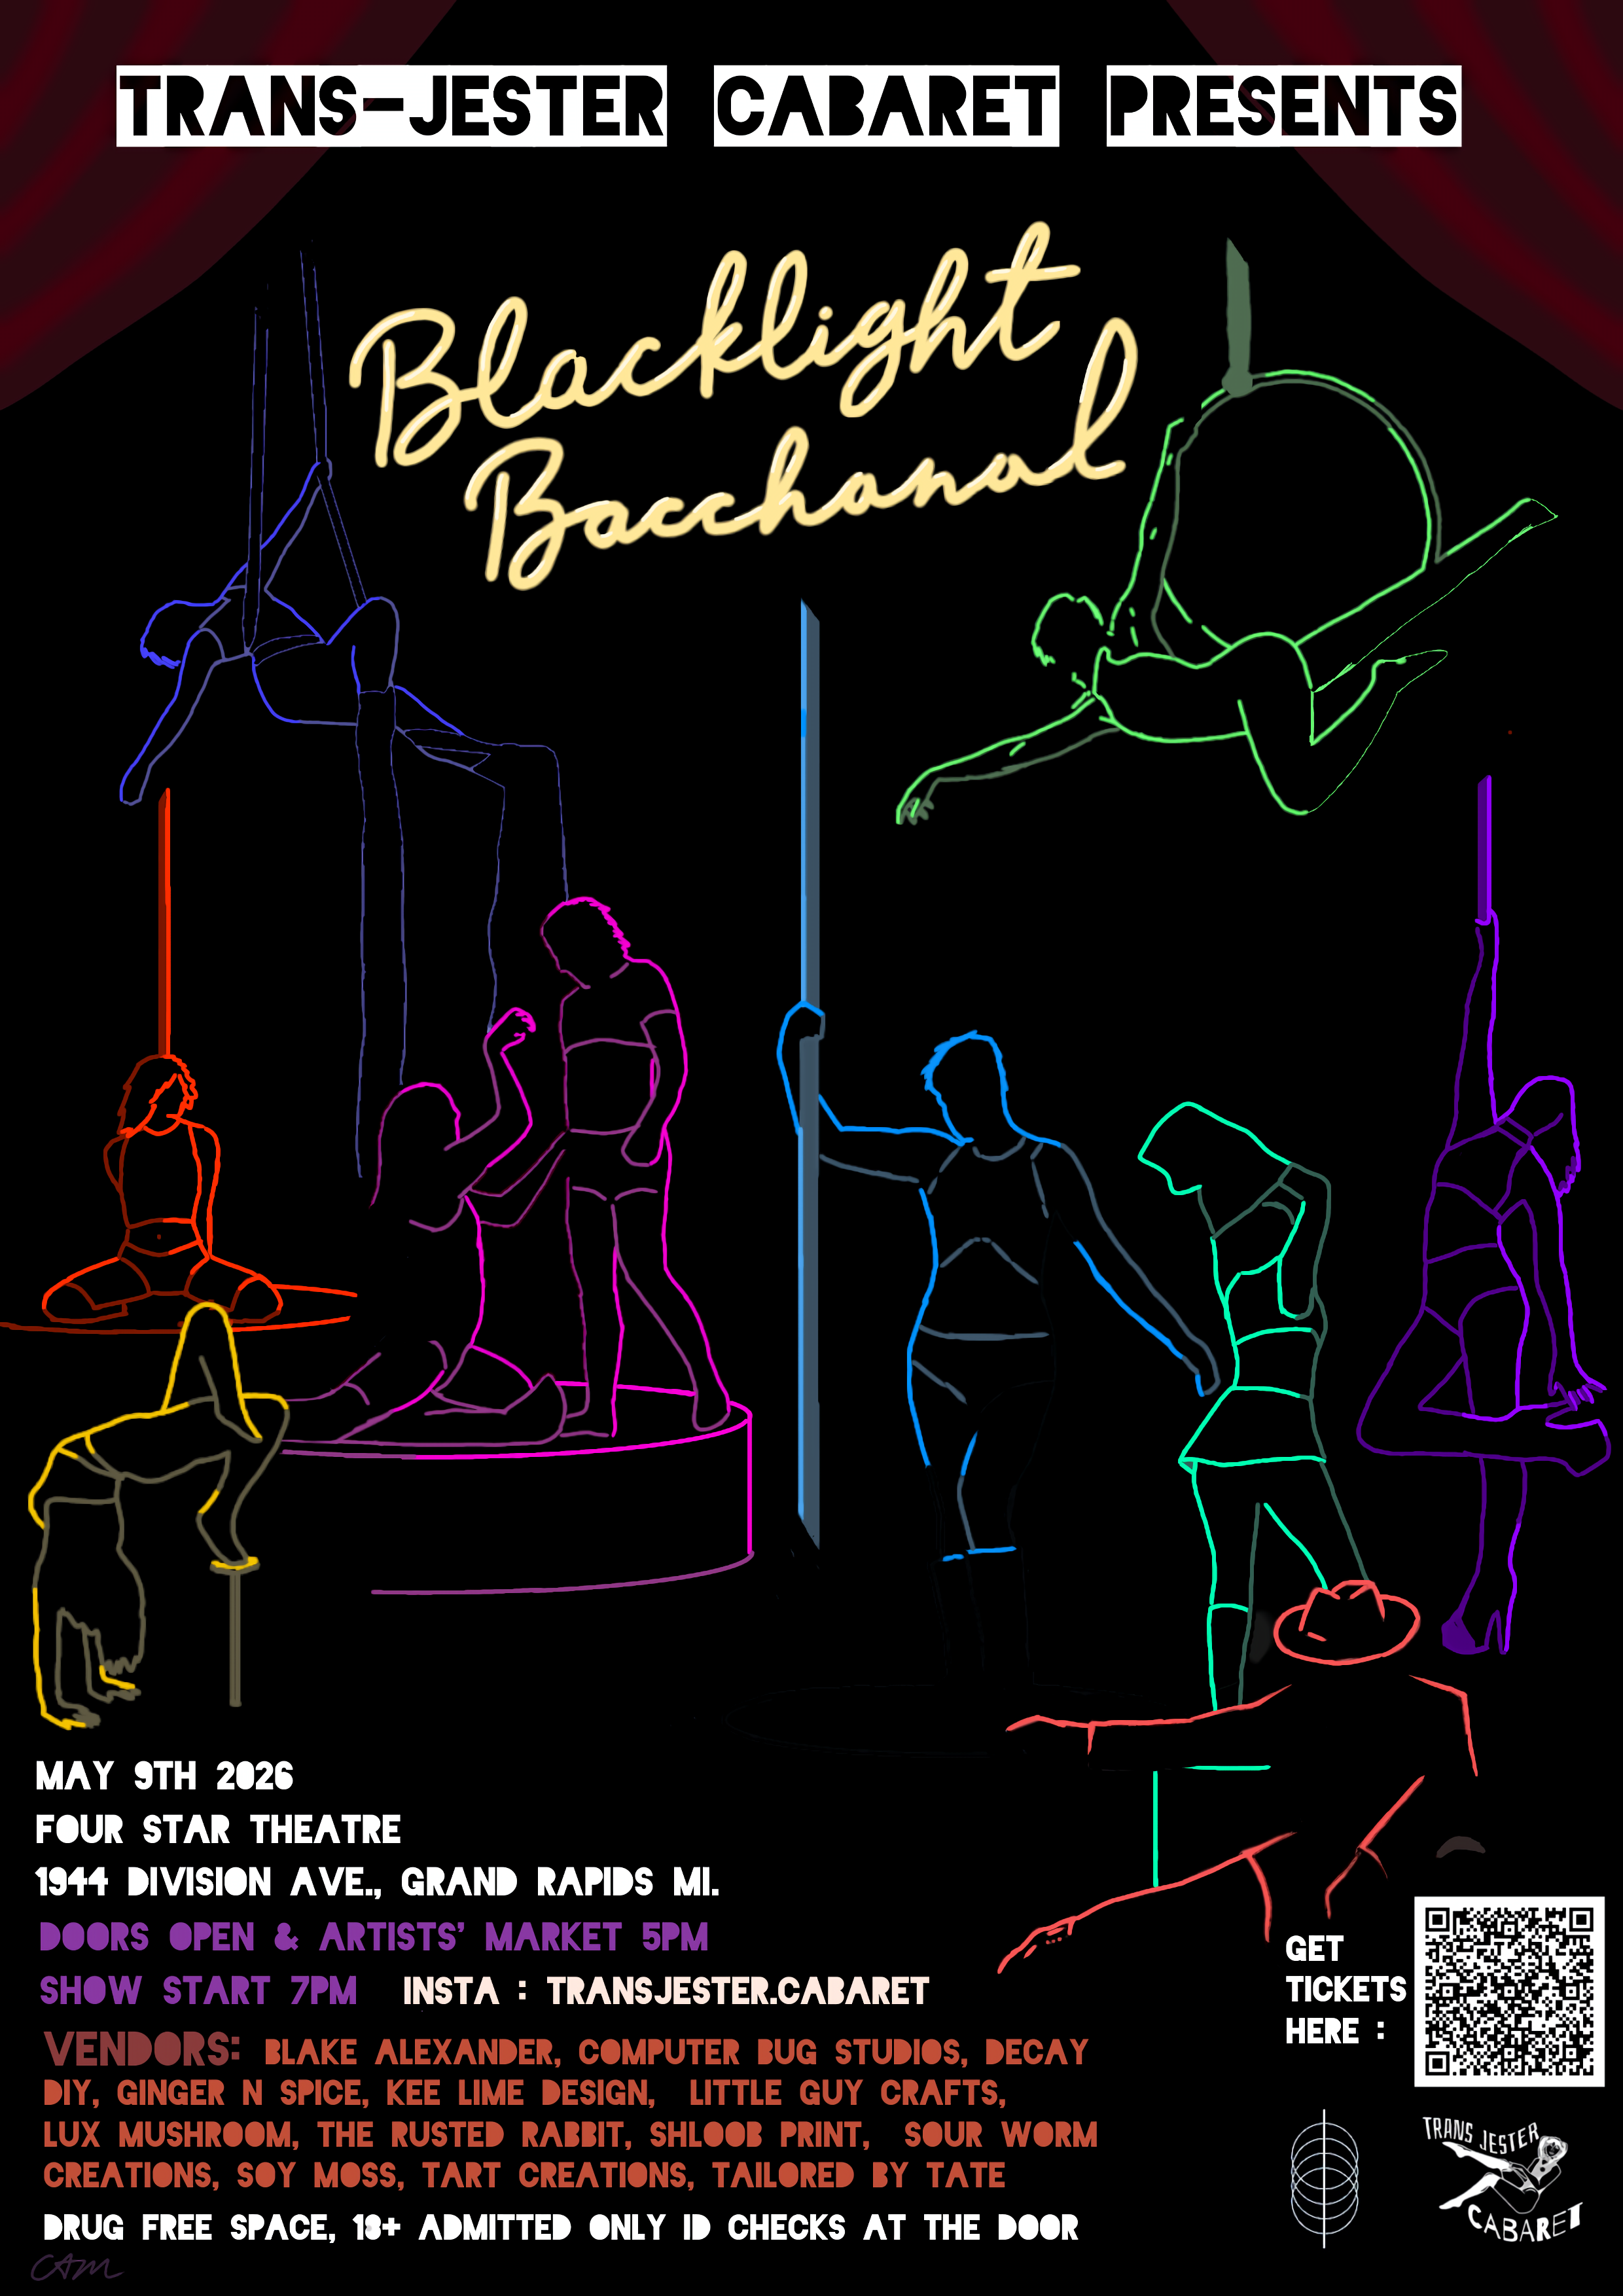 TRANS-JESTER CABARET PRESENTS
Blacklight
Bacchanal
MAY 9TH 2026
FOUR STAR THEATRE
1944 DIVISION AVE., GRAND RAPIDS MI.
DOORS OPEN & ARTISTS' MARKET 5PM
SHOW START 7PM INSTA : TRANSJESTER.CABARET
VENDORS: BLAKE ALEXANDER, COMPUTER BUG STUDIOS, DECAY
DIY, GINGER N SPICE, KEE LIME DESIGN, LITTLE GUY CRAFTS,
LUX MUSHROOM, THE RUSTED RABBIT, SHLOOB PRINT, SOUR WORM
CREATIONS, SOY MOSS, TART CREATIONS, TAILORED BY TATE
DRUG FREE SPACE, 18+ ADMITTED ONLY ID CHECKS AT THE DOOR
CAM
GET
TICKETS
HERE :
TRANS JESTER
CABARET